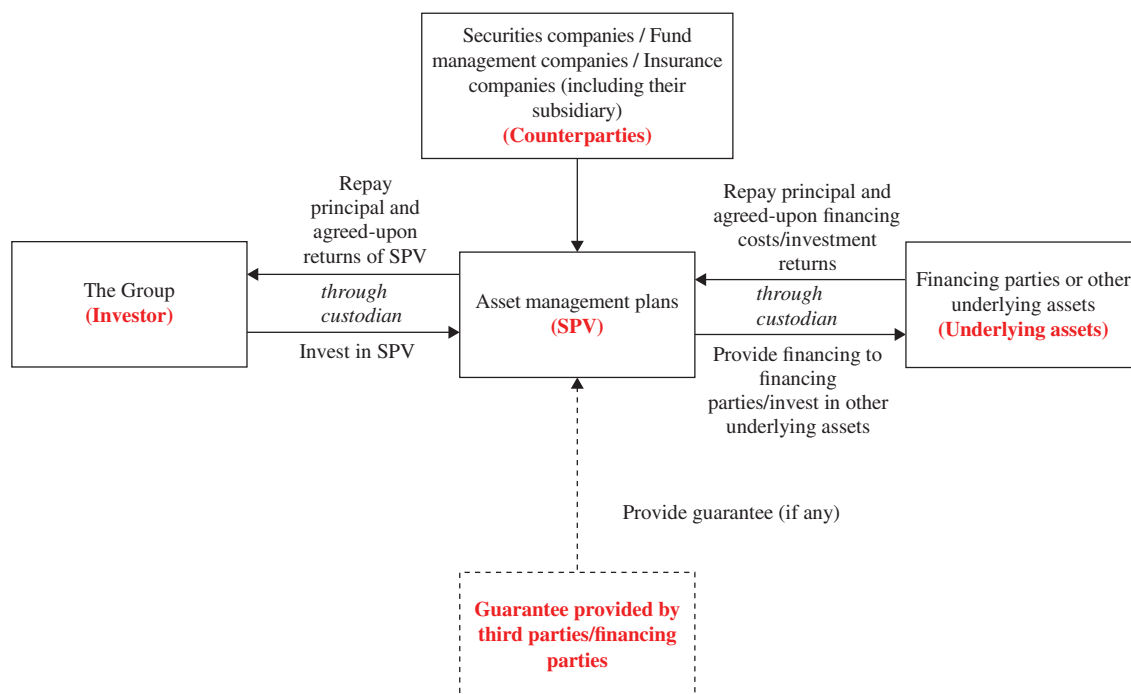 Securities companies / Fund
management companies / Insurance
companies (including their
subsidiary)
(Counterparties)
Repay
principal and
agreed-upon
returns of SPV
through
custodian
Invest in SPV
The Group
(Investor)
Asset management plans
(SPV)
Repay principal and
agreed-upon financing
costs/investment
returns
through
custodian
Provide financing to
financing
parties/invest in other
underlying assets
Financing parties or other
underlying assets
(Underlying assets)
Provide guarantee (if any)
Guarantee provided by
third parties/financing
parties